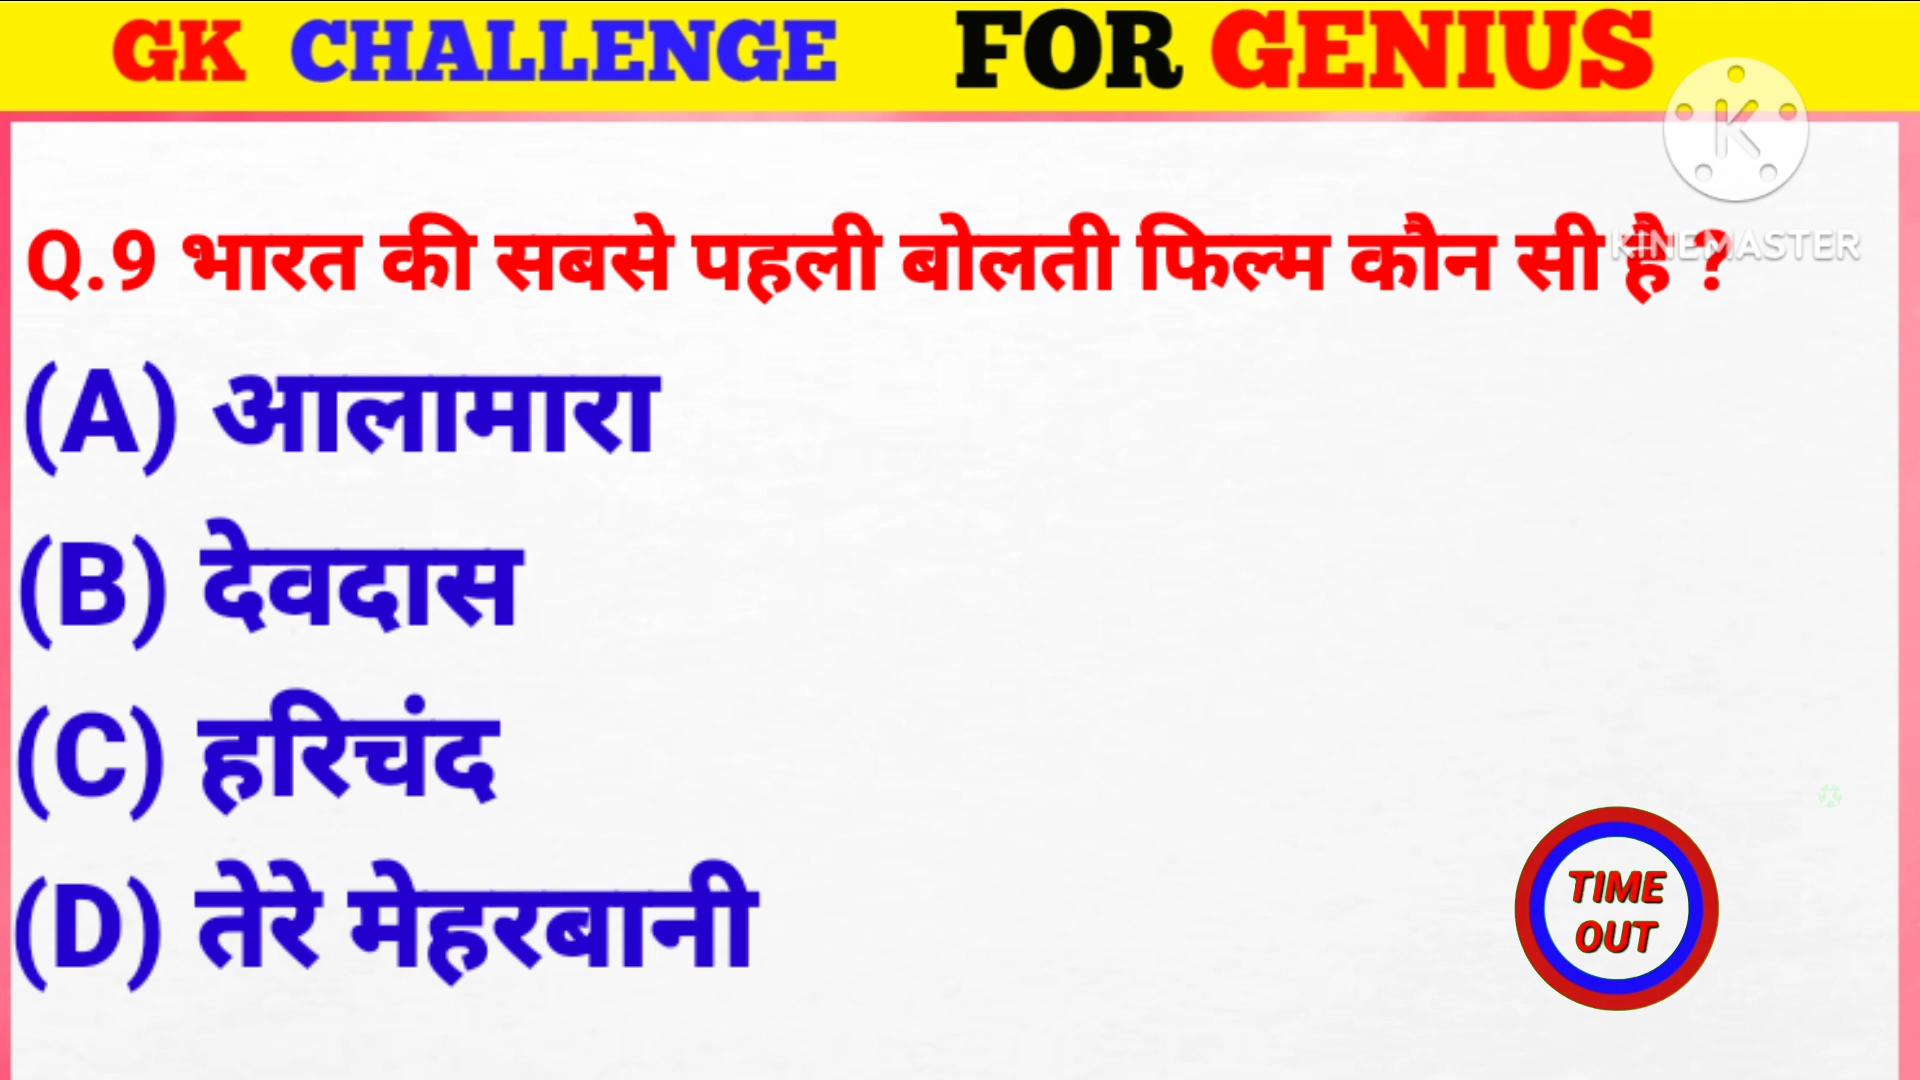 GK CHALLENGE FOR GENIUS
KINEMASTER
Q.9 भारत की सबसे पहली बोलती फिल्म कौन सी है ?
(A) आलामारा
(B) देवदास
(C) हरिचंद
(D) तेरे मेहरबानी
TIME
OUT